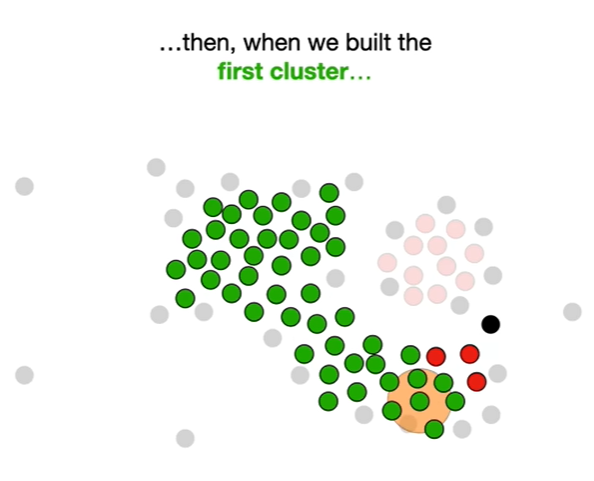 …then, when we built the
first cluster…